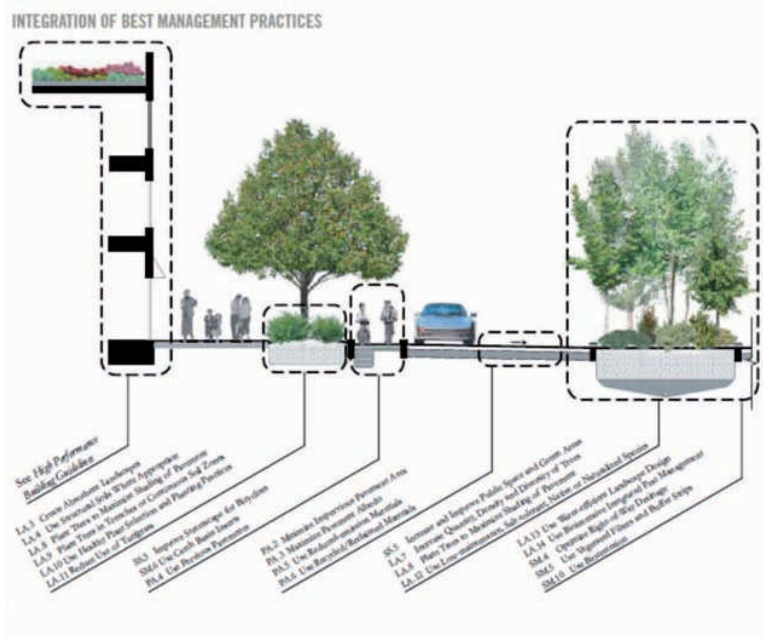 INTEGRATION OF BEST MANAGEMENT PRACTICES
See High Performance
Building Guidelines
LA.3 Create Absorbent Landscapes
LA.4 Use Structural Soils Where Appropriate
LA.8 Plant Trees to Maximize Shading of Pavement
LA.9 Plant Trees in Trenches or Continuous Soil Zones
LA.10 Use Healthy Plant Selection and Planting Practices
LA.11 Reduce Use of Turfgrass
SS.3 Improve Streetscape for
SM.6 Use Catch Basin Inserts
PA.4 Use Pervious Pavements
PA.2 Minimize Impervious Pavement Area
PA.3 Maximize Pavement Albedo
PA.5 Use Reduced-emission Materials
PA.6 Use Recycled/Reclaimed Materials
SS.5 Increase and Improve Public Space and Green Areas
LA.7 Increase Quantity, Density and Diversity of Trees
LA.8 Plant Trees to Maximize Shading of Pavement
LA.12 Use Low-maintenance, Salt-tolerant, Native or Naturalized Species
LA.13 Use Water-efficient Landscape Design
LA.14 Use Integrated Pest Management
SM.4 Optimize Right-of-Way Drainage
SM.5 Use Vegetated Filters and Buffer Strips
SM.10 Use Bioretention